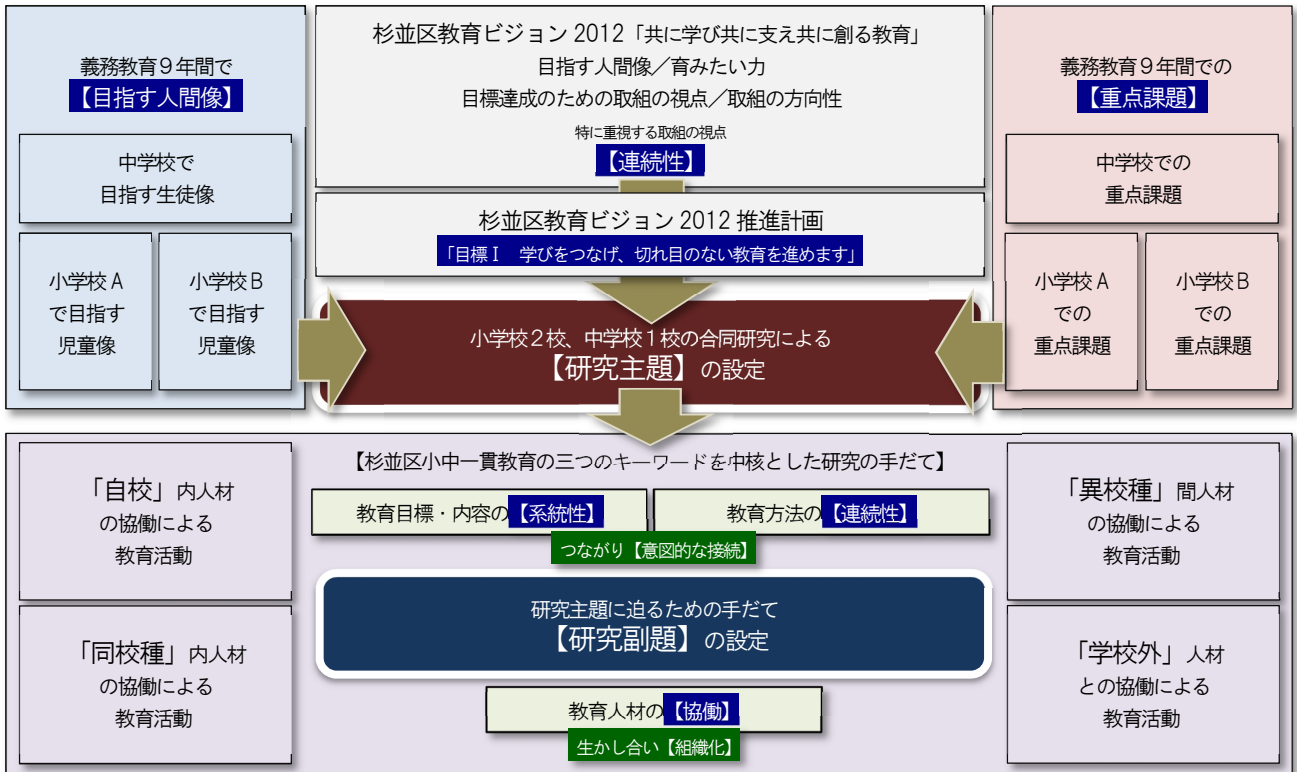 義務教育9年間で
【目指す人間像】
中学校で
目指す生徒像
小学校A
で目指す
児童像
小学校B
で目指す
児童像
杉並区教育ビジョン2012「共に学び共に支え共に創る教育」
目指す人間像／育みたい力
目標達成のための取組の視点／取組の方向性
特に重視する取組の視点
【連続性】
杉並区教育ビジョン2012推進計画
「目標Ⅰ　学びをつなげ、切れ目のない教育を進めます」
小学校2校、中学校1校の合同研究による
【研究主題】の設定
義務教育9年間での
【重点課題】
中学校での
重点課題
小学校A
での
重点課題
小学校B
での
重点課題
【杉並区小中一貫教育の三つのキーワードを中核とした研究の手だて】
「自校」内人材
の協働による
教育活動
「同校種」内人材
の協働による
教育活動
教育目標・内容の【系統性】
教育方法の【連続性】
つながり【意図的な接続】
研究主題に迫るための手だて
【研究副題】の設定
教育人材の【協働】
生かし合い【組織化】
「異校種」間人材
の協働による
教育活動
「学校外」人材
との協働による
教育活動